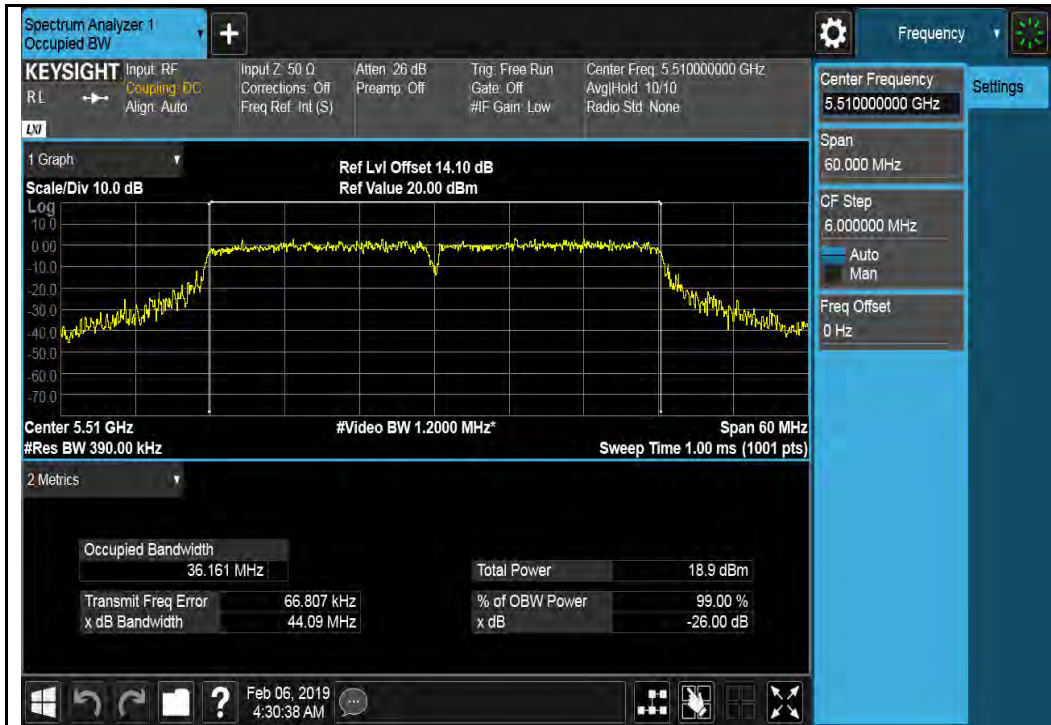 Spectrum Analyzer 1
Occupied BW
+
Frequency
KEYSIGHT
RL
LXI
Input: RF
Coupling: DC
Align: Auto
Input Z: 50 Ω
Corrections: Off
Freq Ref: Int (S)
Atten: 26 dB
Preamp: Off
Trig: Free Run
Gate: Off
#IF Gain: Low
Center Freq: 5.510000000 GHz
Avg|Hold: 10/10
Radio Std: None
Center Frequency
5.510000000 GHz
Settings
Span
60.000 MHz
CF Step
6.000000 MHz
Auto
Man
Freq Offset
0 Hz
1 Graph
Scale/Div 10.0 dB
Ref Lvl Offset 14.10 dB
Ref Value 20.00 dBm
Log
10.0
0.00
-10.0
-20.0
-30.0
-40.0
-50.0
-60.0
-70.0
Center 5.51 GHz
#Video BW 1.2000 MHz*
Span 60 MHz
#Res BW 390.00 kHz
Sweep Time 1.00 ms (1001 pts)
2 Metrics
Occupied Bandwidth
36.161 MHz
Total Power 18.9 dBm
Transmit Freq Error 66.807 kHz
% of OBW Power 99.00 %
x dB Bandwidth 44.09 MHz
x dB -26.00 dB
?
Feb 06, 2019
4:30:38 AM